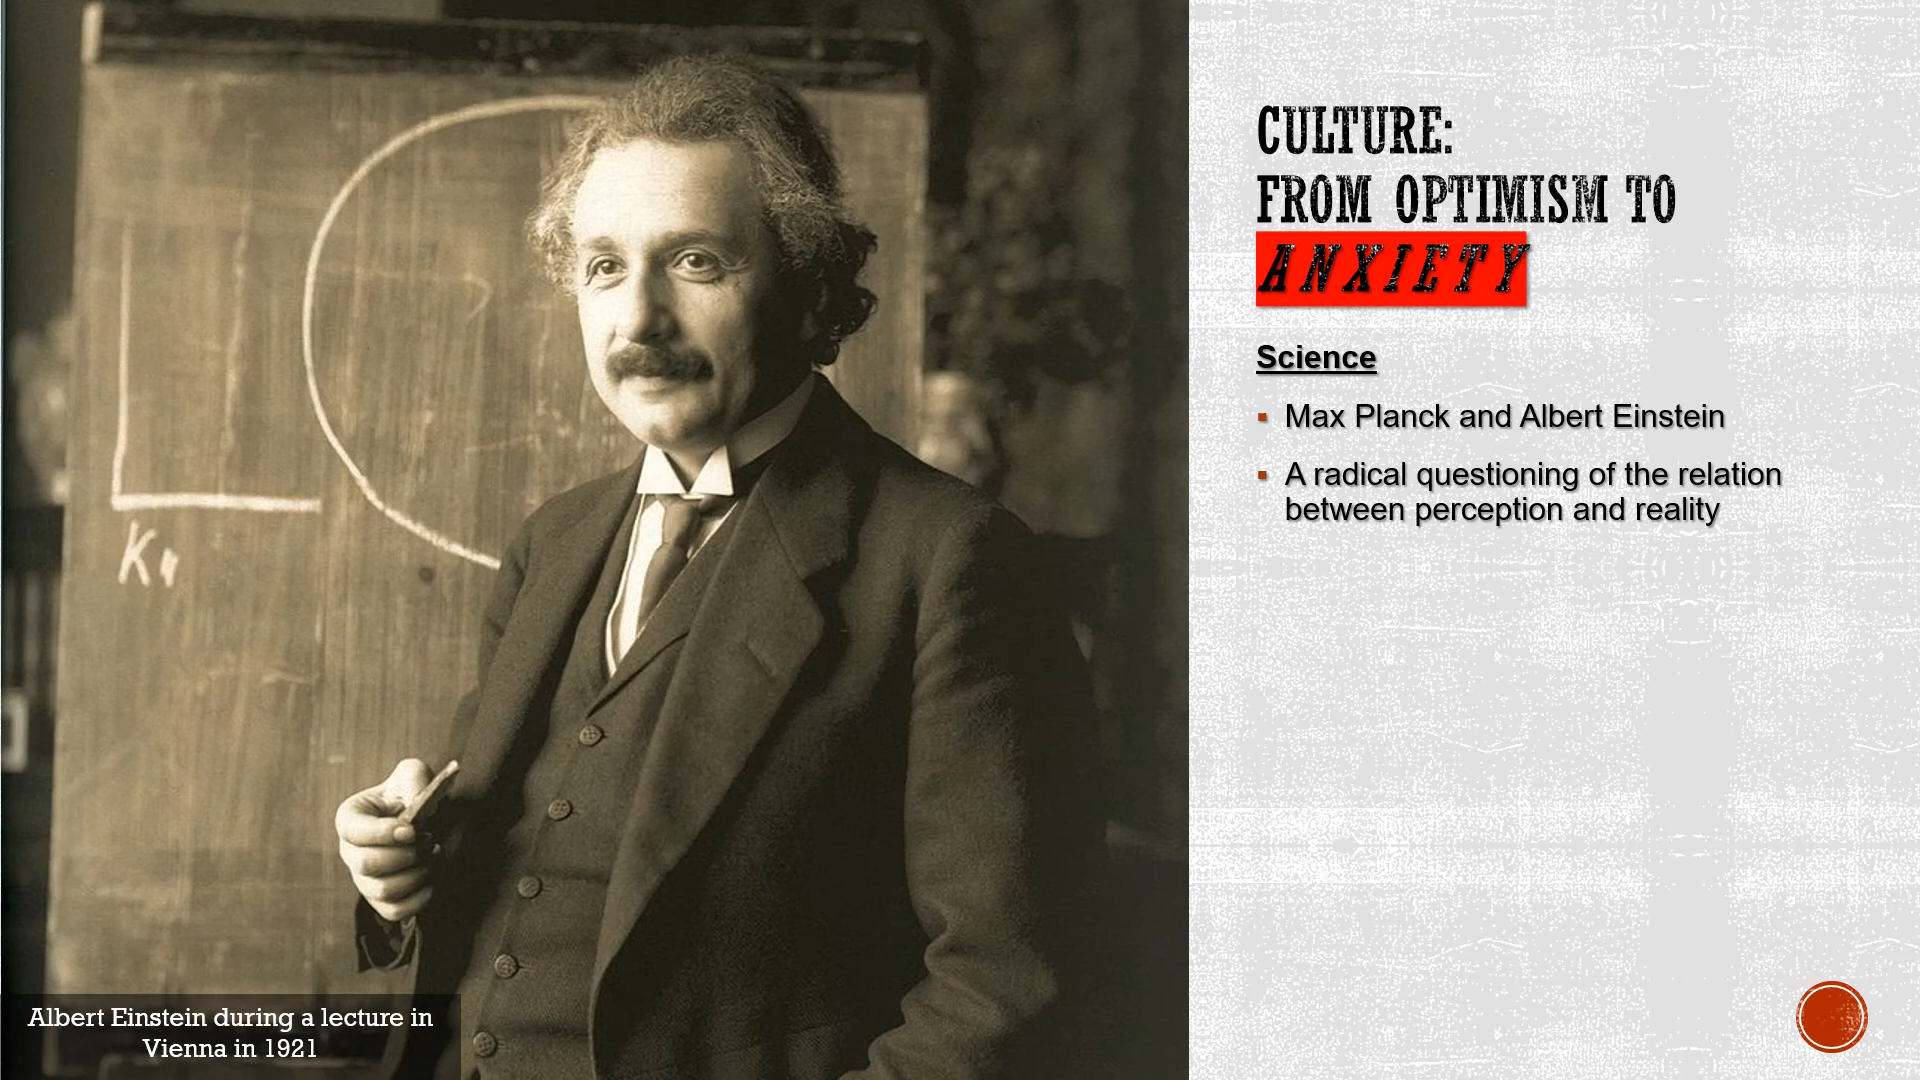 CULTURE:
FROM OPTIMISM TO
ANXIETY
Science
▪ Max Planck and Albert Einstein
▪ A radical questioning of the relation
between perception and reality
Albert Einstein during a lecture in
Vienna in 1921